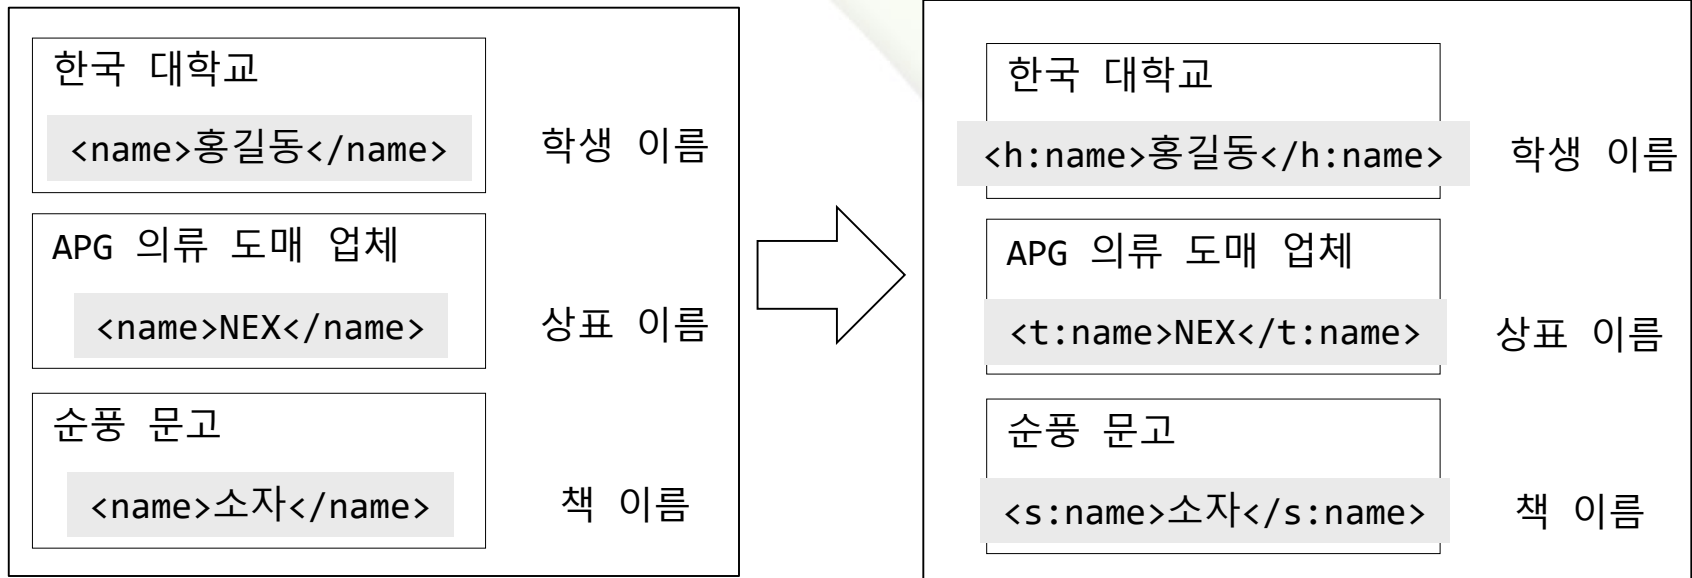 한국 대학교
<name>홍길동</name> 학생 이름
APG 의류 도매 업체
<name>NEX</name> 상표 이름
순풍 문고
<name>소자</name> 책 이름
한국 대학교
<h:name>홍길동</h:name> 학생 이름
APG 의류 도매 업체
<t:name>NEX</t:name> 상표 이름
순풍 문고
<s:name>소자</s:name> 책 이름